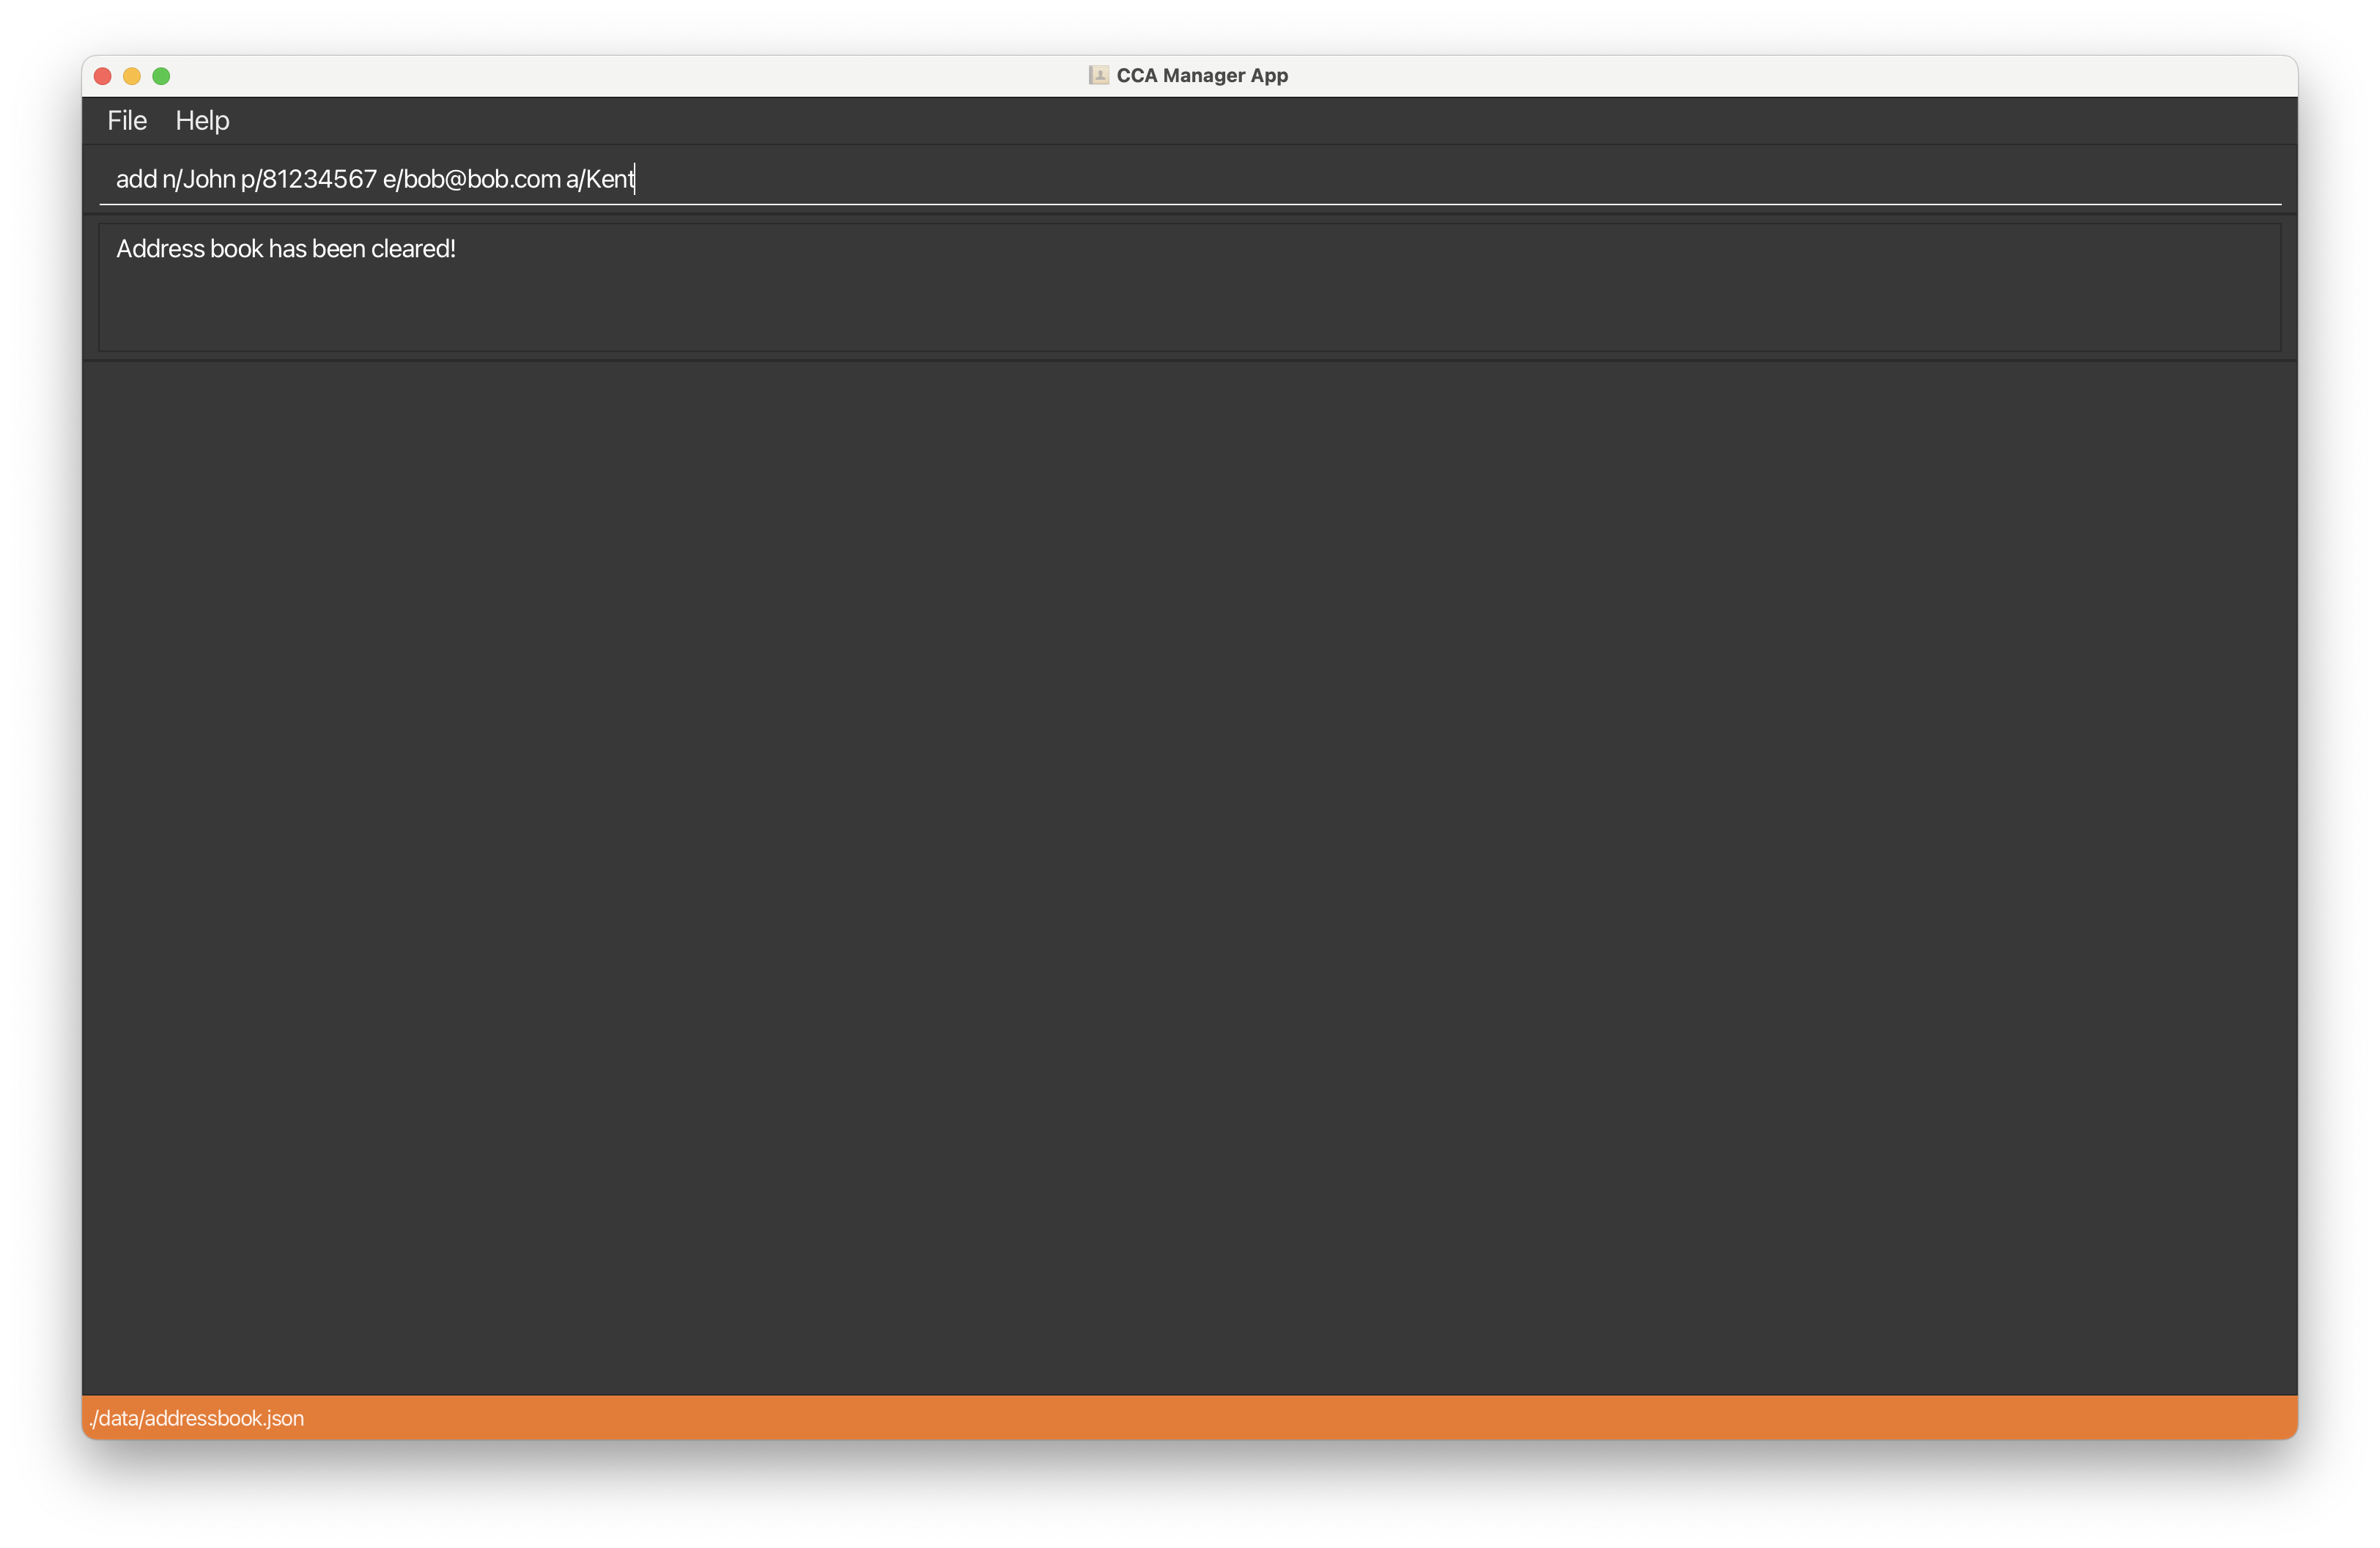 CCA Manager App
File Help
add n/John p/81234567 e/bob@bob.com a/Kent
Address book has been cleared!
./data/addressbook.json